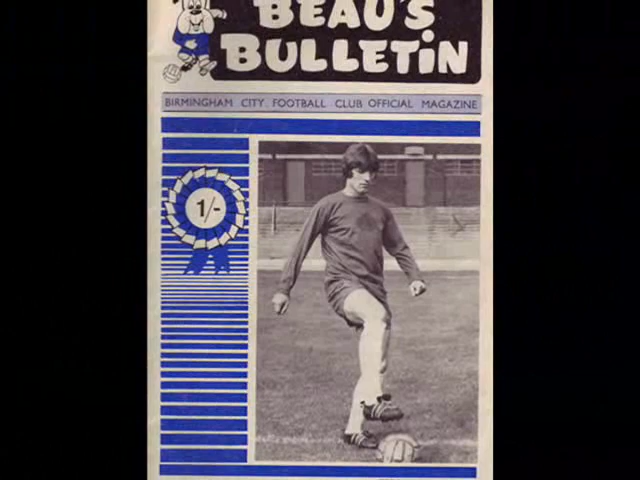 BEAU'S
BULLETIN
BIRMINGHAM CITY FOOTBALL CLUB OFFICIAL MAGAZINE
1/-